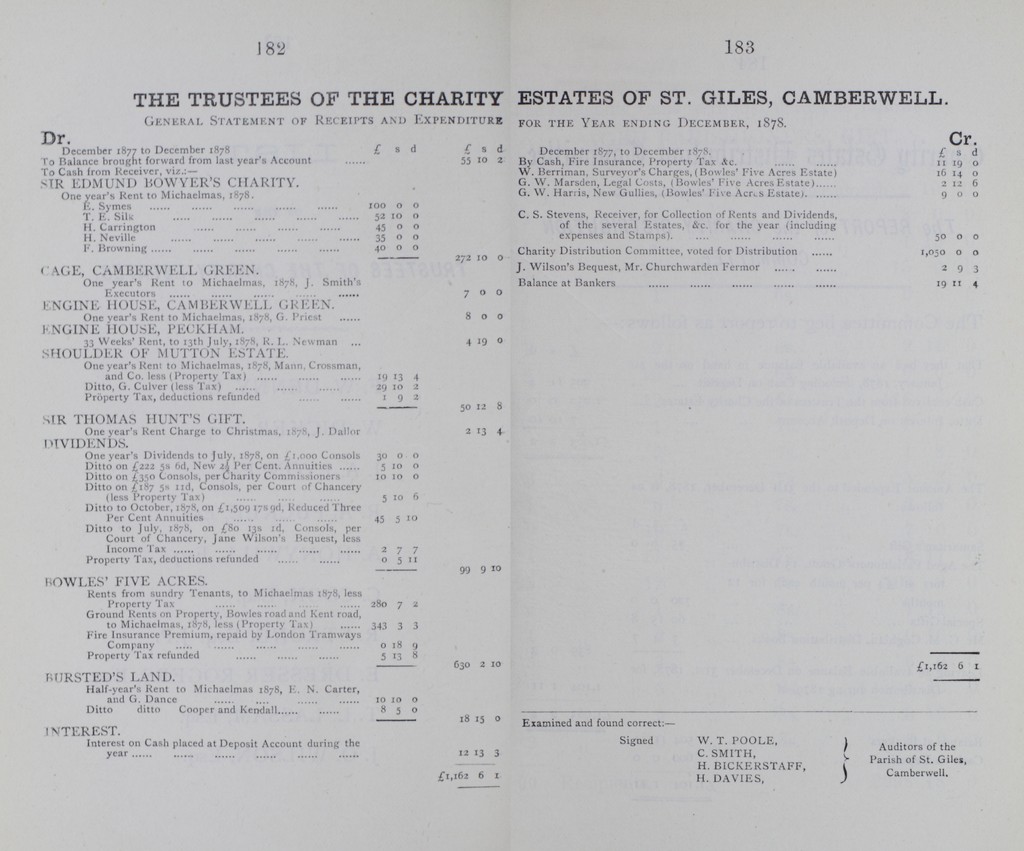 182
THE TRUSTEES OF THE CHARITY
GENERAL STATEMENT OF RECEIPTS AND EXPENDITURE
Dr.
December 1877 to December 1878 £ s d £ s d
To Balance brought forward from last year's Account ...... 55 10 2
To Cash from Receiver, viz.:—
SIR EDMUND BOWYER'S CHARITY.
One year's Rent to Michaelmas, 1878.
E. Symes ...... ...... ...... ...... ...... 100 0 0
T. E. Silk ...... ...... ...... ...... ...... 52 10 0
H. Carrington ...... ...... ...... ...... 45 0 0
H. Neville ...... ...... ...... ...... ...... 35 0 0
F. Browning ...... ...... ...... ...... ...... 40 0 0
272 10 0
CAGE, CAMBERWELL GREEN.
One year's Rent to Michaelmas, 1878, J. Smith's
Executors ...... ...... ...... ...... ...... 7 0 0
ENGINE HOUSE, CAMBERWELL GREEN.
One year's Rent to Michaelmas, 1878, G. Priest ...... 8 0 0
ENGINE HOUSE, PECKHAM.
33 Weeks' Rent, to 13th July, 1878, R. L. Newman ... 4 19 0
SHOULDER OF MUTTON ESTATE.
One year's Rent to Michaelmas, 1878, Mann, Crossman,
and Co. less (Property Tax) ...... ...... ...... 19 13 4
Ditto, G. Culver (less Tax) ...... ...... ...... 29 10 2
Property Tax, deductions refunded ...... ...... 1 9 2
50 12 8
SIR THOMAS HUNT'S GIFT.
One year's Rent Charge to Christmas, 1878, J. Dallor 2 13 4
DIVIDENDS.
One year's Dividends to July, 1878, on £1,000 Consols 30 0 0
Ditto on £222 5s 6d, New 2½ Per Cent. Annuities ...... 5 10 0
Ditto on £350 Consols, per Charity Commissioners 10 10 0
Ditto on £187 5s 11d, Consols, per Court of Chancery
(less Property Tax) ...... ...... ...... 5 10 6
Ditto to October, 1878, on £1,509 17s 9d, Reduced Three
Per Cent Annuities ...... ...... ...... 45 5 10
Ditto to July, 1878, on £80 13s 1d, Consols, per
Court of Chancery, Jane Wilson's Bequest, less
Income Tax ...... ...... ...... ...... ...... 2 7 7
Property Tax, deductions refunded ...... ...... 0 5 11
99 9 10
BOWLES' FIVE ACRES.
Rents from sundry Tenants, to Michaelmas 1878, less
Property Tax ...... ...... ...... ...... 280 7 2
Ground Rents on Property, Bowles road and Kent road,
to Michaelmas, 1878, less (Property Tax) ...... 343 3 3
Fire Insurance Premium, repaid by London Tramways
Company ...... ...... ...... ...... ...... 0 18 9
Property Tax refunded ...... ...... ...... 5 13 8
630 2 10
BURSTED'S LAND.
Half-year's Rent to Michaelmas 1878, E. N. Carter,
and G. Dance ...... .... ...... ...... 10 10 0
Ditto ditto Cooper and Kendall...... ...... 8 5 0
18 15 0
INTEREST.
Interest on Cash placed at Deposit Account during the
year ...... ...... ...... ...... ...... ...... 12 13 3
£1,162 6 1
183
ESTATES OF ST. GILES, CAMBERWELL.
FOR THE YEAR ENDING DECEMBER, 1878.
Cr.
December 1877, to December 1878. £ s d
By Cash, Fire Insurance, Property Tax &c. ...... ...... 11 19 0
W. Berriman, Surveyor's Charges, (Bowles' Five Acres Estate) 16 14 0
G. W. Marsden, Legal Costs, (Bowles' Five Acres Estate)...... 2 12 6
G. W. Harris, New Gullies, (Bowles' Five Acres Estate). ...... 9 0 0
C. S. Stevens, Receiver, for Collection of Rents and Dividends,
of the several Estates, &c. for the year (including
expenses and Stamps). .... ...... ...... ...... 50 0 0
Charity Distribution Committee, voted for Distribution ...... 1,050 0 0
J. Wilson's Bequest, Mr. Churchwarden Fermor ...... ...... 2 9 3
Balance at Bankers ...... ...... ...... ...... ...... 19 11 4
£1,162 6 1
Examined and found correct:—
Signed W. T. POOLE,
C. SMITH,
H. BICKERSTAFF,
H. DAVIES,
Auditors of the
Parish of St. Giles,
Camberwell.